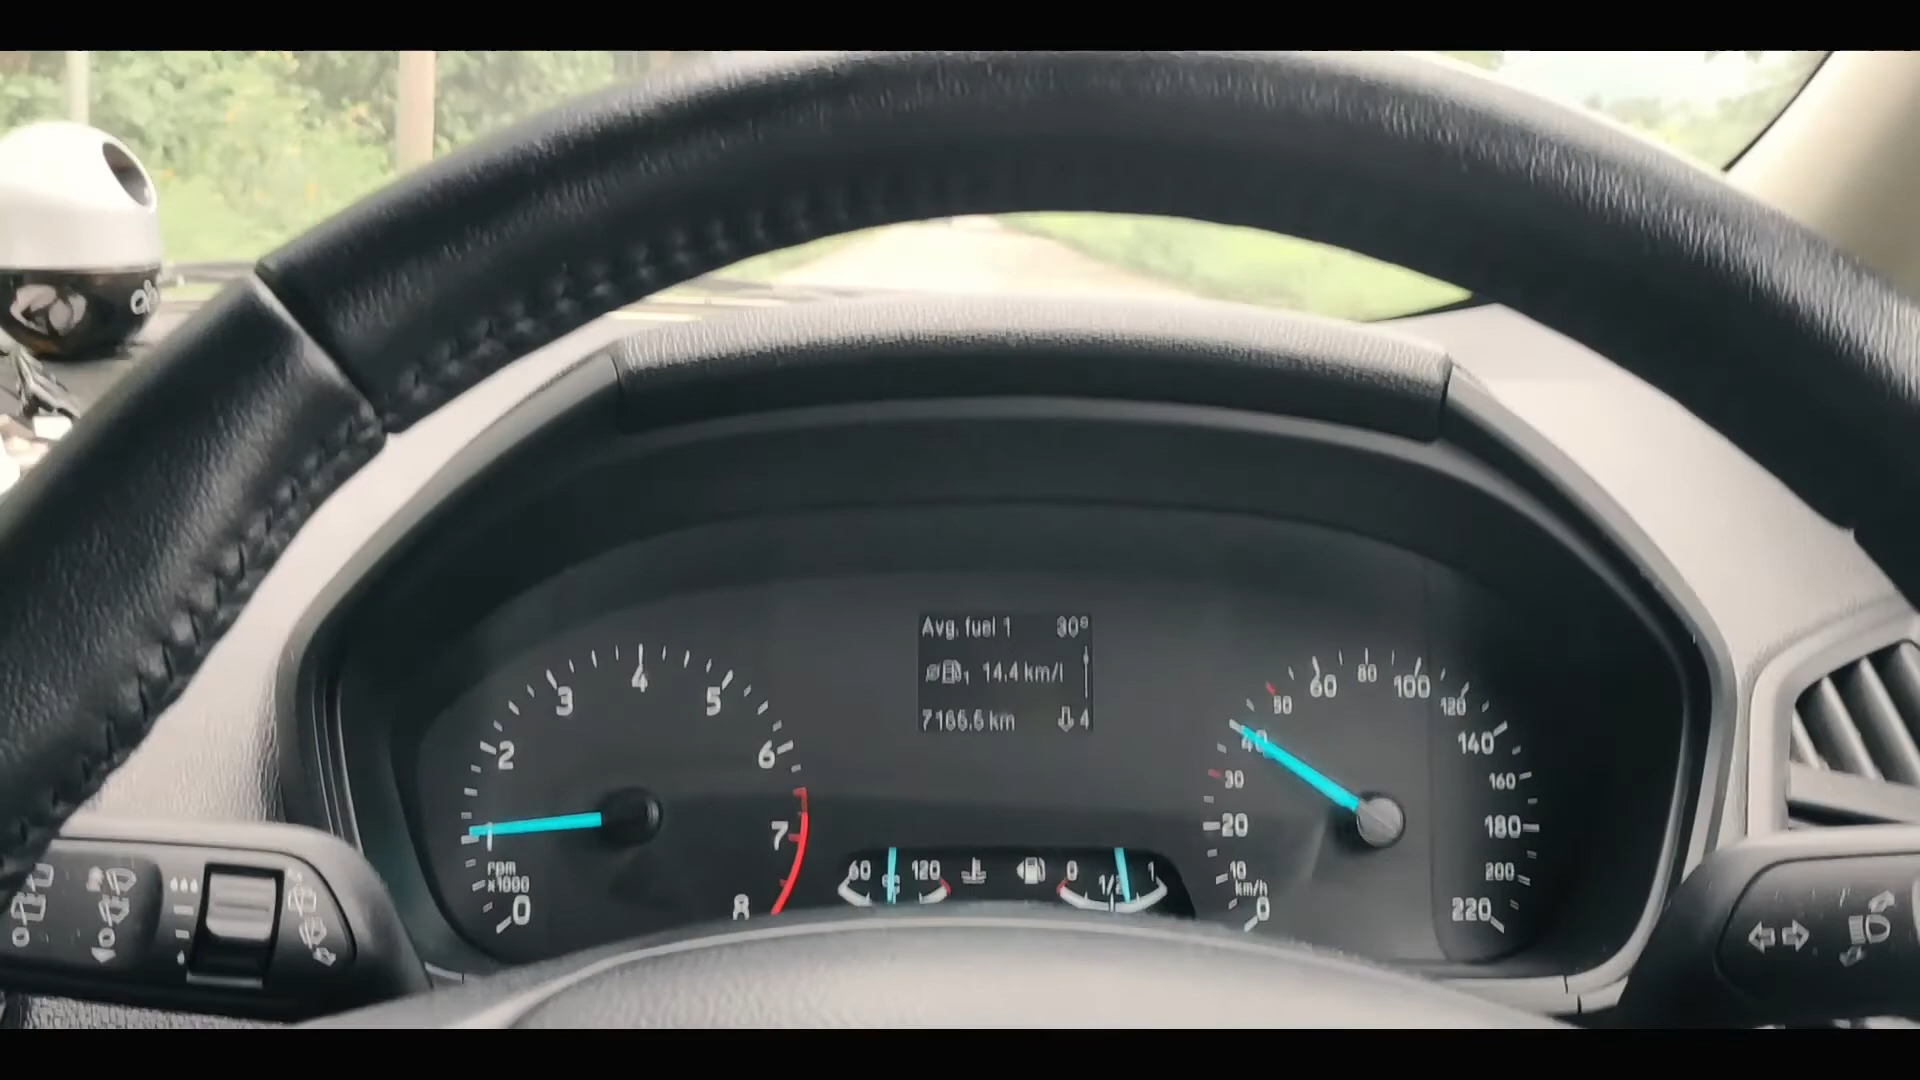 Avg. fuel 1 30°
14.4 km/l
7166.6 km 4
0 1 2 3 4 5 6 7 8
rpm
x1000
60 120
0 1/2 1
0 10 20 30 40 50 60 80 100 120 140 160 180 200 220
km/h